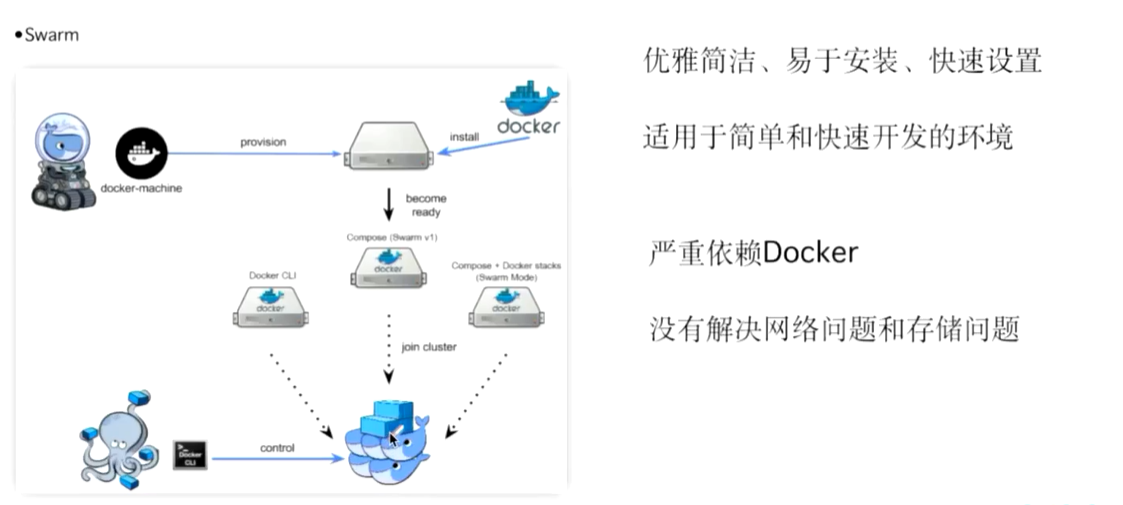 •Swarm
docker
install
provision
docker-machine
become
ready
Compose (Swarm v1)
docker
Docker CLI
docker
Compose + Docker stacks
(Swarm Mode)
docker
join cluster
>_
Docker
CLI
control
优雅简洁、易于安装、快速设置
适用于简单和快速开发的环境
严重依赖Docker
没有解决网络问题和存储问题